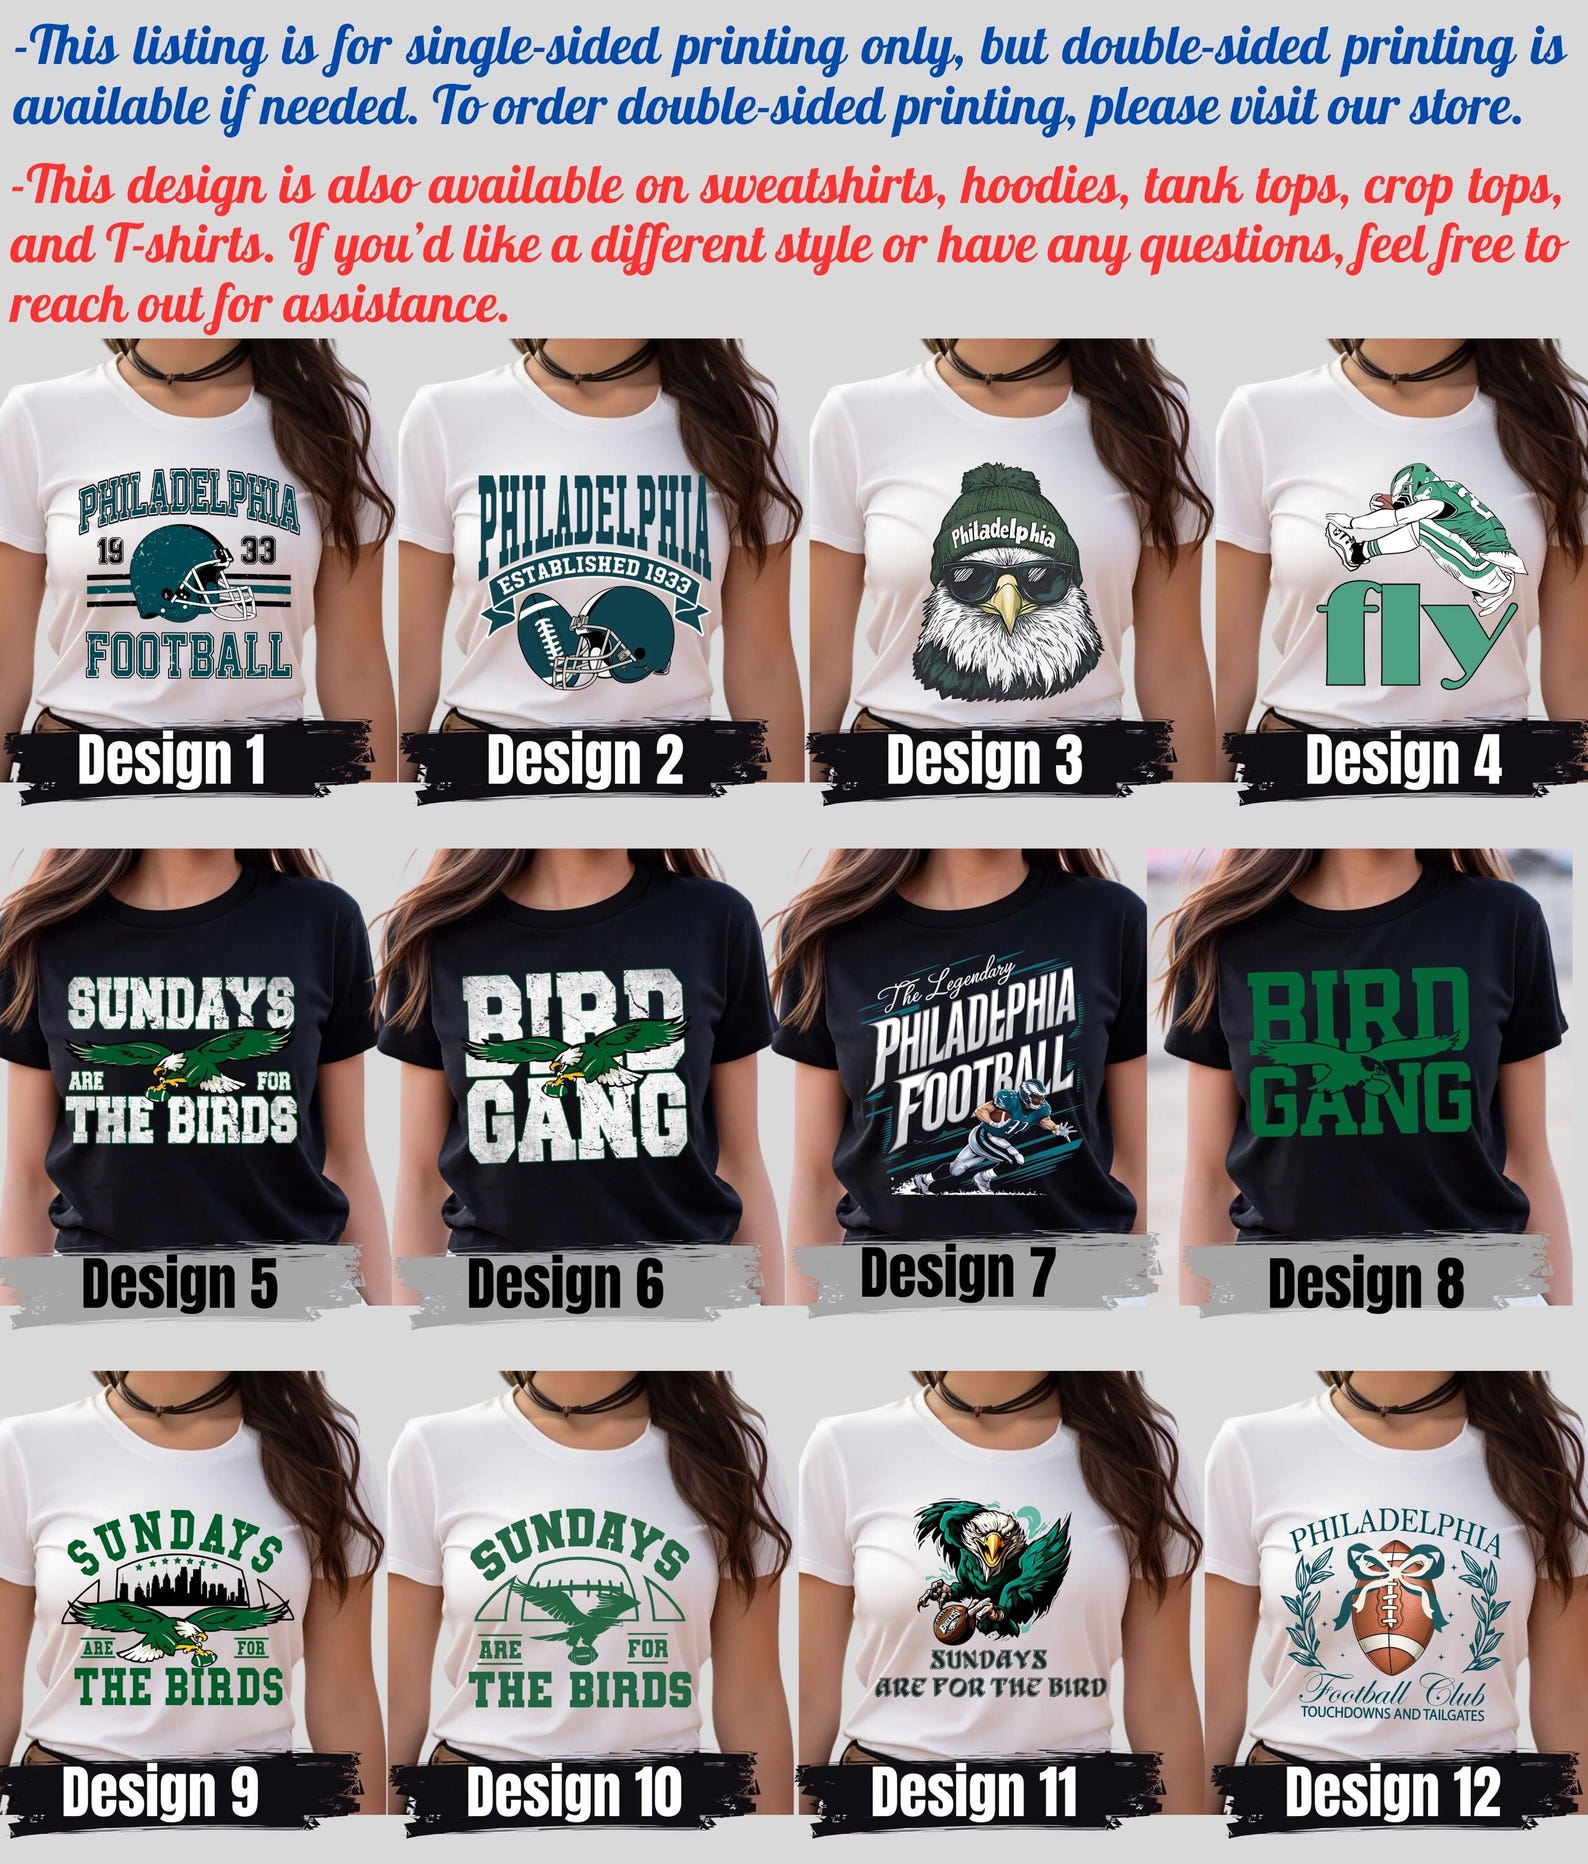 -This listing is for single-sided printing only, but double-sided printing is
available if needed. To order double-sided printing, please visit our store.
-This design is also available on sweatshirts, hoodies, tank tops, crop tops,
and T-shirts. If you'd like a different style or have any questions, feel free to
reach out for assistance.
PHILADELPHIA
19 33
FOOTBALL
Design 1
PHILADELPHIA
ESTABLISHED 1933
Design 2
Philadelphia
Design 3
fly
Design 4
SUNDAYS
ARE FOR
THE BIRDS
Design 5
BIRD
GANG
Design 6
The Legendary
PHILADEPHIA
FOOTBALL
Design 7
BIRD
GANG
Design 8
SUNDAYS
ARE FOR
THE BIRDS
Design 9
SUNDAYS
ARE FOR
THE BIRDS
Design 10
SUNDAYS
ARE FOR THE BIRD
Design 11
PHILADELPHIA
Football Club
TOUCHDOWNS AND TAILGATES
Design 12